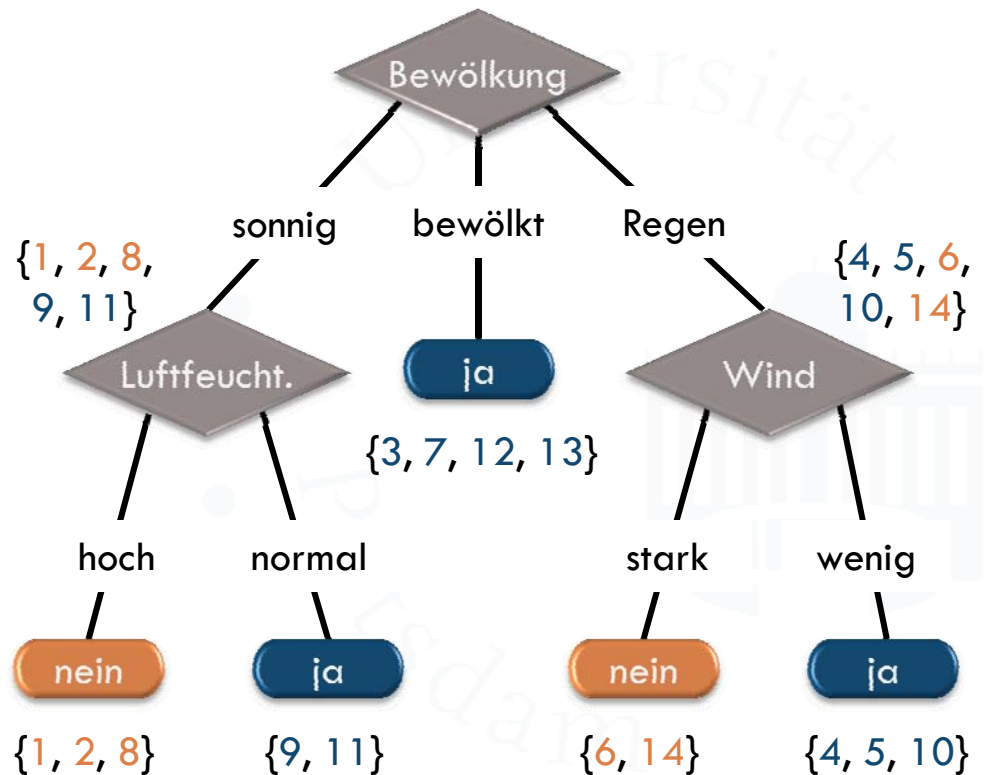 Bewölkung
sonnig bewölkt Regen
{1, 2, 8,
9, 11}
{4, 5, 6,
10, 14}
Luftfeucht.
ja
Wind
{3, 7, 12, 13}
hoch normal stark wenig
nein ja nein ja
{1, 2, 8} {9, 11} {6, 14} {4, 5, 10}